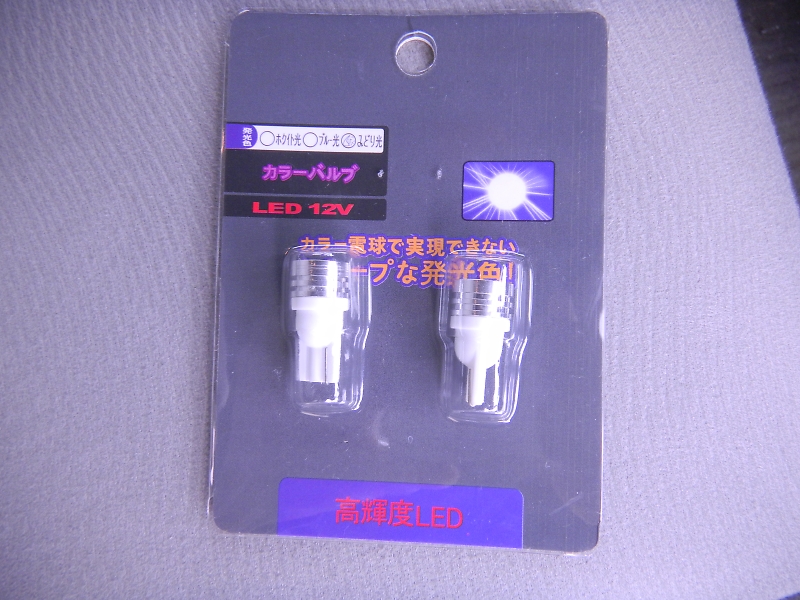 発光色 ホワイト光 ブルー光 みどり光
カラーバルブ
LED 12V
カラー電球で実現できない
ープな発光色!
高輝度LED